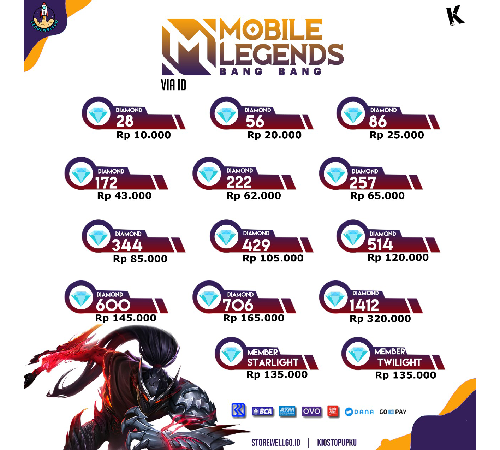 K
MOBILE
LEGENDS
BANG BANG
VIA ID
DIAMOND
28
Rp 10.000
DIAMOND
56
Rp 20.000
DIAMOND
86
Rp 25.000
DIAMOND
172
Rp 43.000
DIAMOND
222
Rp 62.000
DIAMOND
257
Rp 65.000
DIAMOND
344
Rp 85.000
DIAMOND
429
Rp 105.000
DIAMOND
514
Rp 120.000
DIAMOND
600
Rp 145.000
DIAMOND
706
Rp 165.000
DIAMOND
1412
Rp 320.000
MEMBER
STARLIGHT
Rp 135.000
MEMBER
TWILIGHT
Rp 135.000
BCA OVO DANA GOPAY
STOREWELLGO.ID | KIOSTOPUPKU